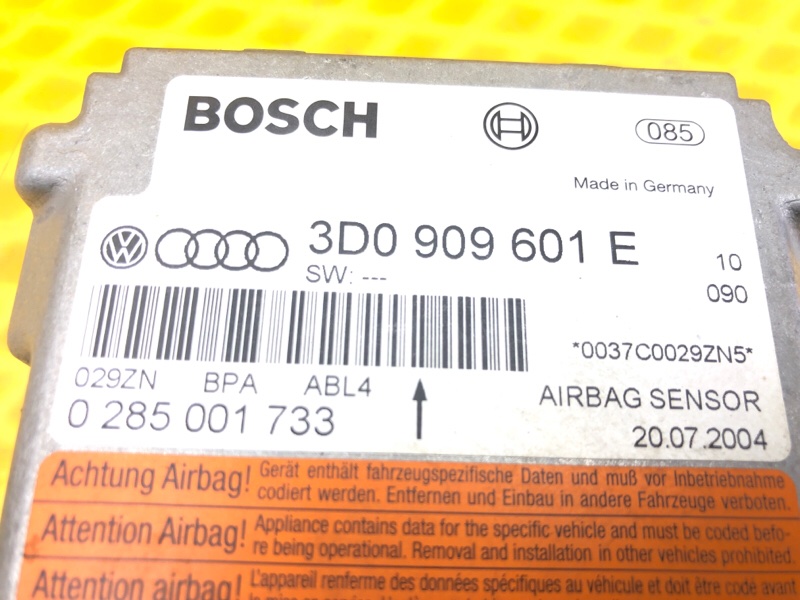 BOSCH
085
Made in Germany
3D0 909 601 E
10
SW: ---
090
*0037C0029ZN5*
029ZN BPA ABL4
AIRBAG SENSOR
0 285 001 733
20.07.2004
Achtung Airbag! Gerät enthält fahrzeugspezifische Daten und muß vor Inbetriebnahme
codiert werden. Entfernen und Einbau in andere Fahrzeuge verboten.
Attention Airbag! Appliance contains data for the specific vehicle and must be coded befo-
re being operational. Removal and installation in other vehicles prohibited.
Attention airbag! L'appareil renferme des données spécifiques au véhicule et doit être codé avant